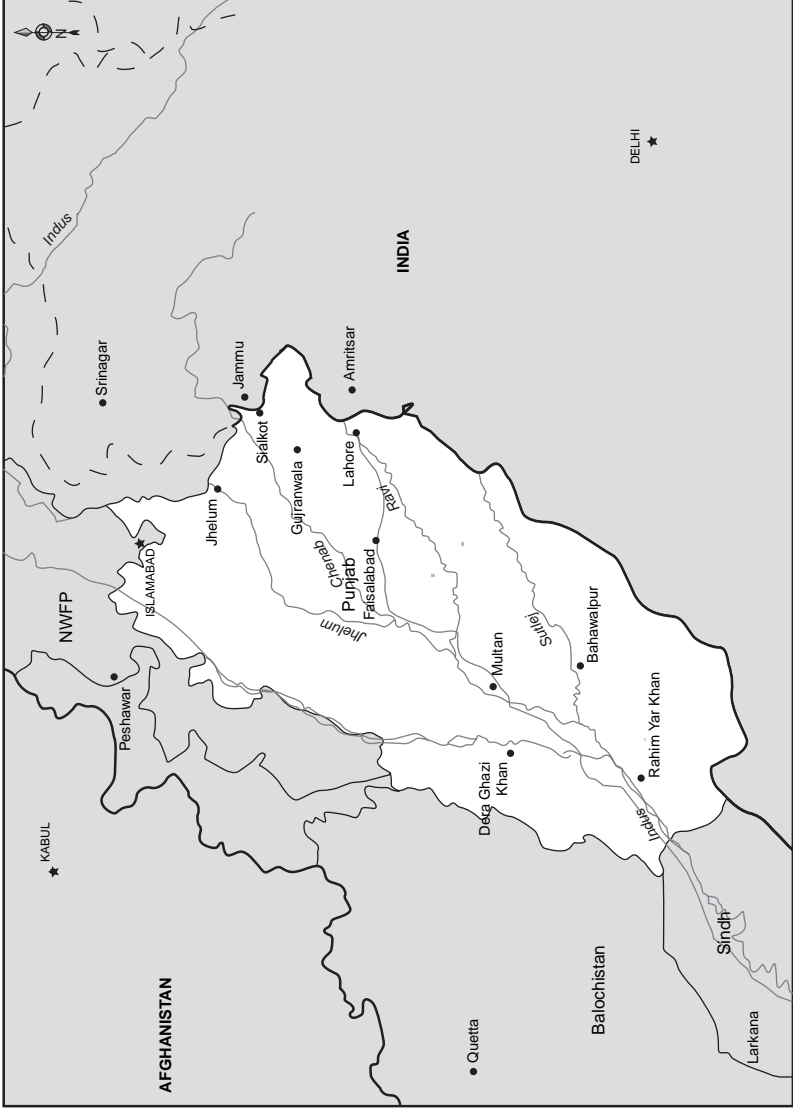 N
Indus
DELHI
INDIA
Srinagar
Jammu
Amritsar
Sialkot
Gujranwala
Lahore
Jhelum
Ravi
ISLAMABAD
Chenab
Punjab
Faisalabad
NWFP
Jhelum
Sutlej
Bahawalpur
Multan
Peshawar
Rahim Yar Khan
Dera Ghazi
Khan
Indus
KABUL
Sindh
Balochistan
AFGHANISTAN
Quetta
Larkana